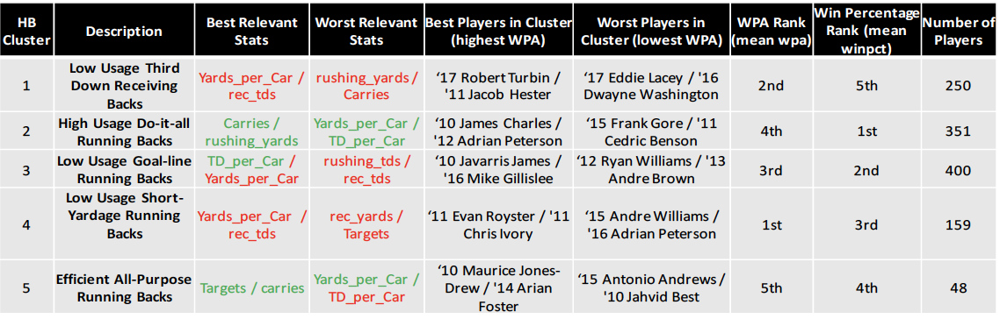 HB Cluster | Description | Best Relevant Stats | Worst Relevant Stats | Best Players in Cluster (highest WPA) | Worst Players in Cluster (lowest WPA) | WPA Rank (mean wpa) | Win Percentage Rank (mean winpct) | Number of Players
1 | Low Usage Third Down Receiving Backs | Yards_per_Car / rec_tds | rushing_yards / Carries | ‘17 Robert Turbin / '11 Jacob Hester | ‘17 Eddie Lacey / '16 Dwayne Washington | 2nd | 5th | 250
2 | High Usage Do-it-all Running Backs | Carries / rushing_yards | Yards_per_Car / TD_per_Car | ‘10 James Charles / '12 Adrian Peterson | ‘15 Frank Gore / '11 Cedric Benson | 4th | 1st | 351
3 | Low Usage Goal-line Running Backs | TD_per_Car / Yards_per_Car | rushing_tds / rec_tds | ‘10 Javarris James / '16 Mike Gillislee | ‘12 Ryan Williams / '13 Andre Brown | 3rd | 2nd | 400
4 | Low Usage Short-Yardage Running Backs | Yards_per_Car / rec_tds | rec_yards / Targets | ‘11 Evan Royster / '11 Chris Ivory | ‘15 Andre Williams / '16 Adrian Peterson | 1st | 3rd | 159
5 | Efficient All-Purpose Running Backs | Targets / carries | Yards_per_Car / TD_per_Car | ‘10 Maurice Jones-Drew / '14 Arian Foster | ‘15 Antonio Andrews / '10 Jahvid Best | 5th | 4th | 48